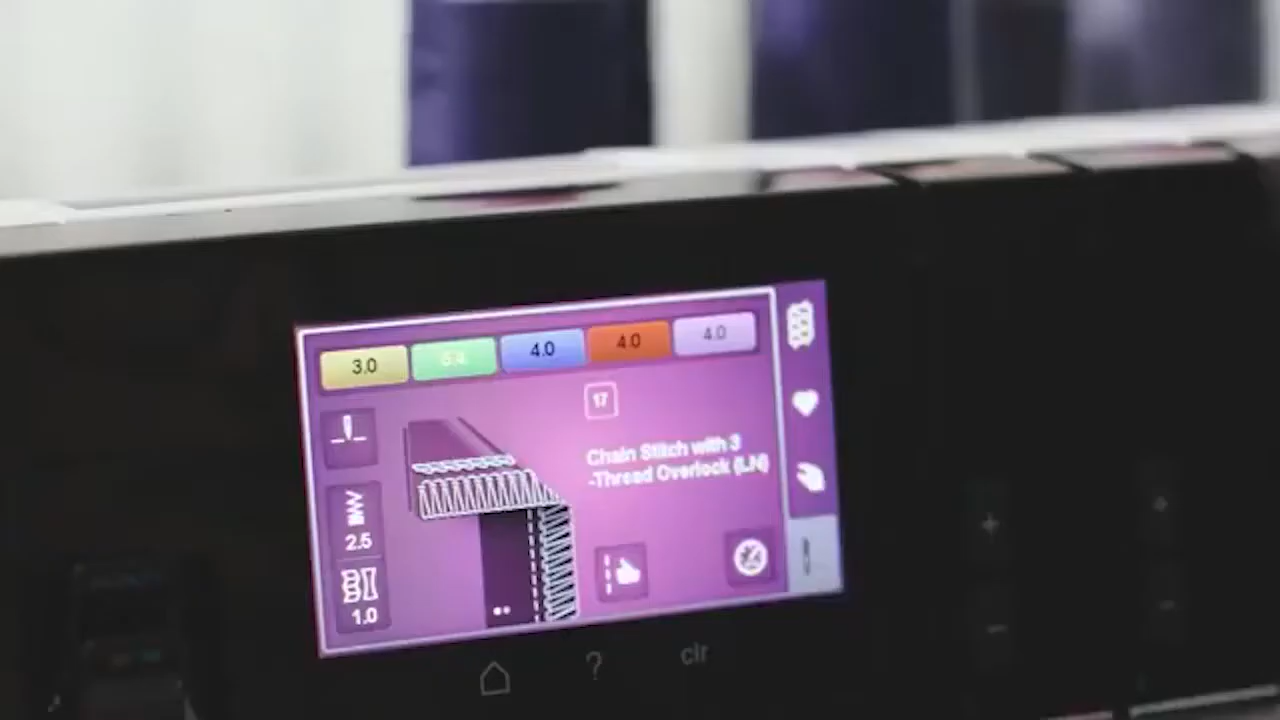 3.0
4.0
4.0
4.0
17
Chain Stitch with 3
-Thread Overlock (LN)
2.5
1.0
?
clr